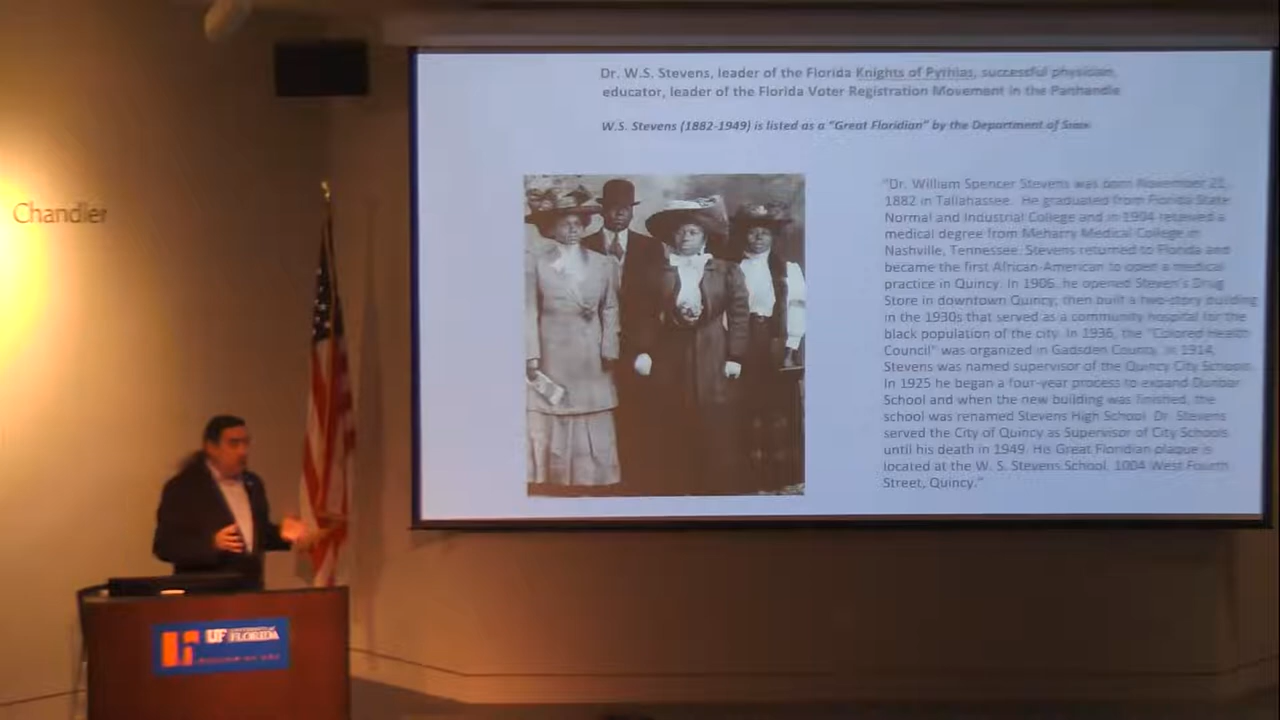 Chandler
Dr. W.S. Stevens, leader of the Florida Knights of Pythias, successful physician,
educator, leader of the Florida Voter Registration Movement in the Panhandle
W.S. Stevens (1882-1949) is listed as a "Great Floridian" by the Department of State
"Dr. William Spencer Stevens was born November 22,
1882 in Tallahassee. He graduated from Florida State
Normal and Industrial College and in 1904 received a
medical degree from Meharry Medical College in
Nashville, Tennessee. Stevens returned to Florida and
became the first African-American to open a medical
practice in Quincy. In 1906, he opened Steven's Drug
Store in downtown Quincy, then built a two-story building
in the 1930s that served as a community hospital for the
black population of the city. In 1936, the "Colored Health
Council" was organized in Gadsden County. In 1914,
Stevens was named supervisor of the Quincy City Schools.
In 1925 he began a four-year process to expand Dunbar
School and when the new building was finished, the
school was renamed Stevens High School. Dr. Stevens
served the City of Quincy as Supervisor of City Schools
until his death in 1949. His Great Floridian plaque is
located at the W. S. Stevens School, 1004 West Fourth
Street, Quincy."
UF UNIVERSITY of
FLORIDA